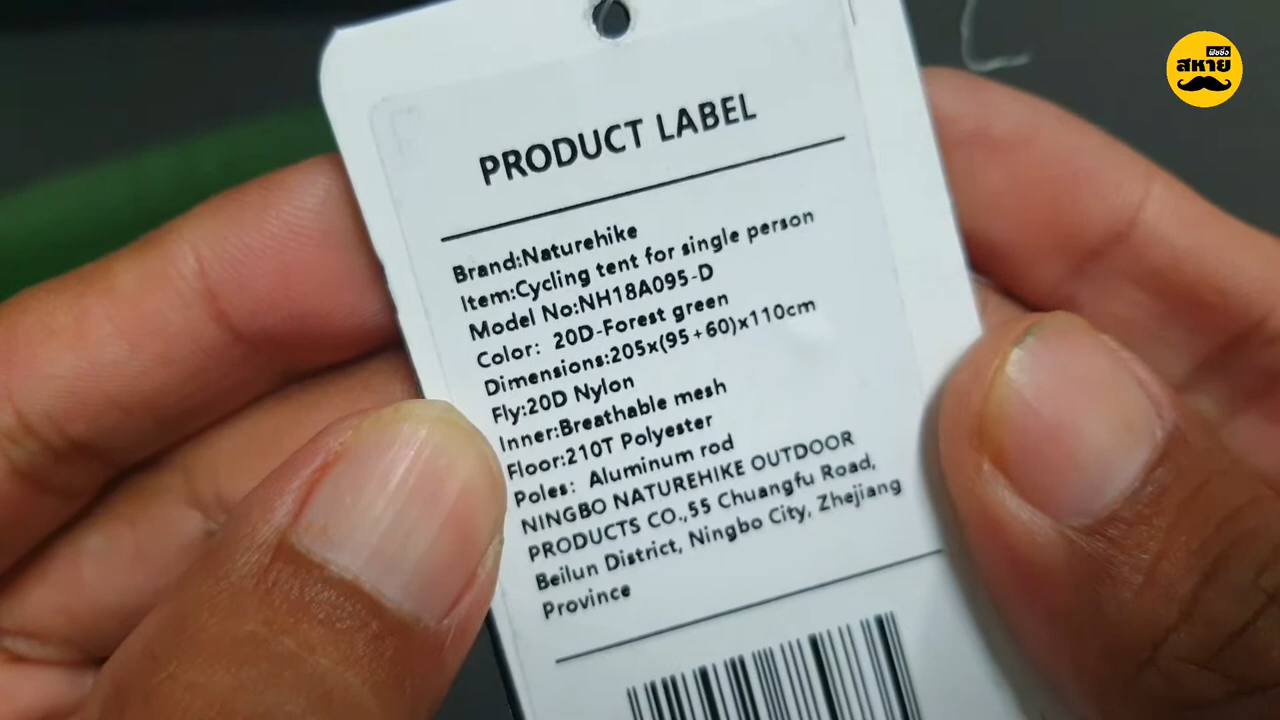 PRODUCT LABEL
Brand:Naturehike
Item:Cycling tent for single person
Model No:NH18A095-D
Color: 20D-Forest green
Dimensions:205x(95+60)x110cm
Fly:20D Nylon
Inner:Breathable mesh
Floor:210T Polyester
Poles: Aluminum rod
NINGBO NATUREHIKE OUTDOOR
PRODUCTS CO.,55 Chuangfu Road,
Beilun District, Ningbo City, Zhejiang
Province
สหาย